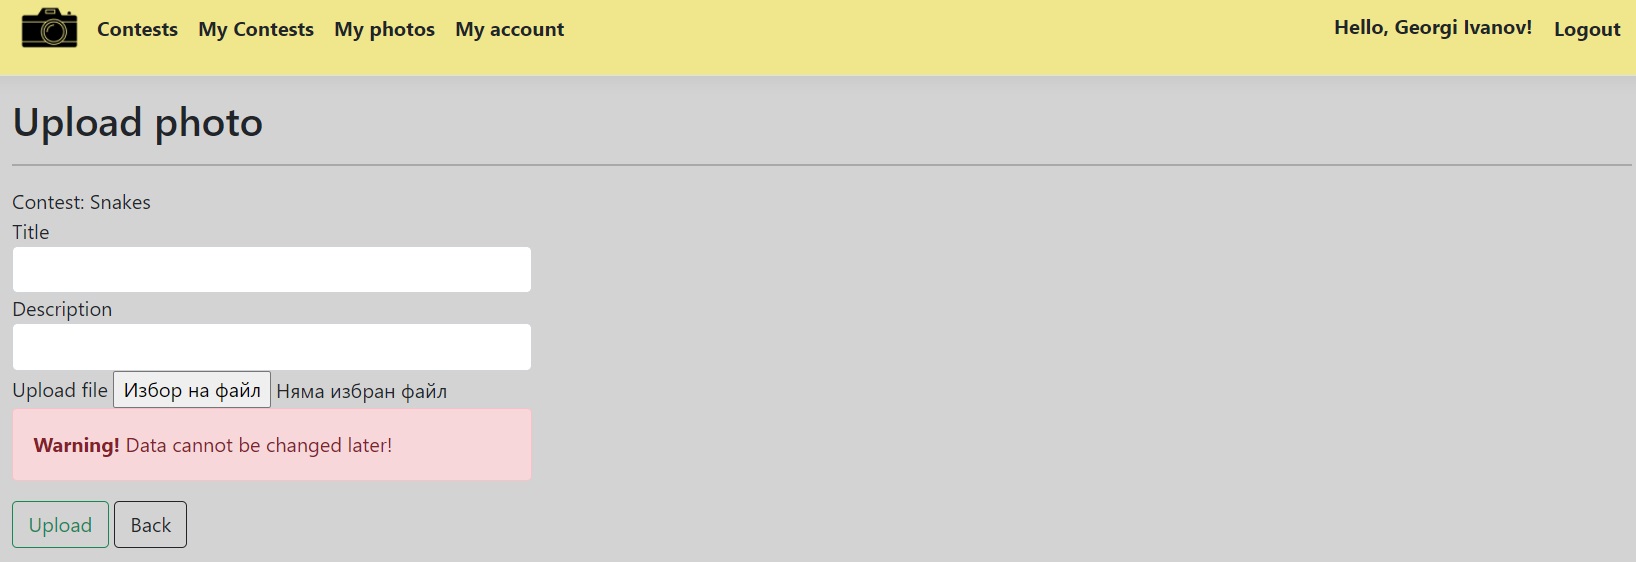 Contests My Contests My photos My account Hello, Georgi Ivanov! Logout
Upload photo
Contest: Snakes
Title
Description
Upload file Избор на файл Няма избран файл
Warning! Data cannot be changed later!
Upload Back